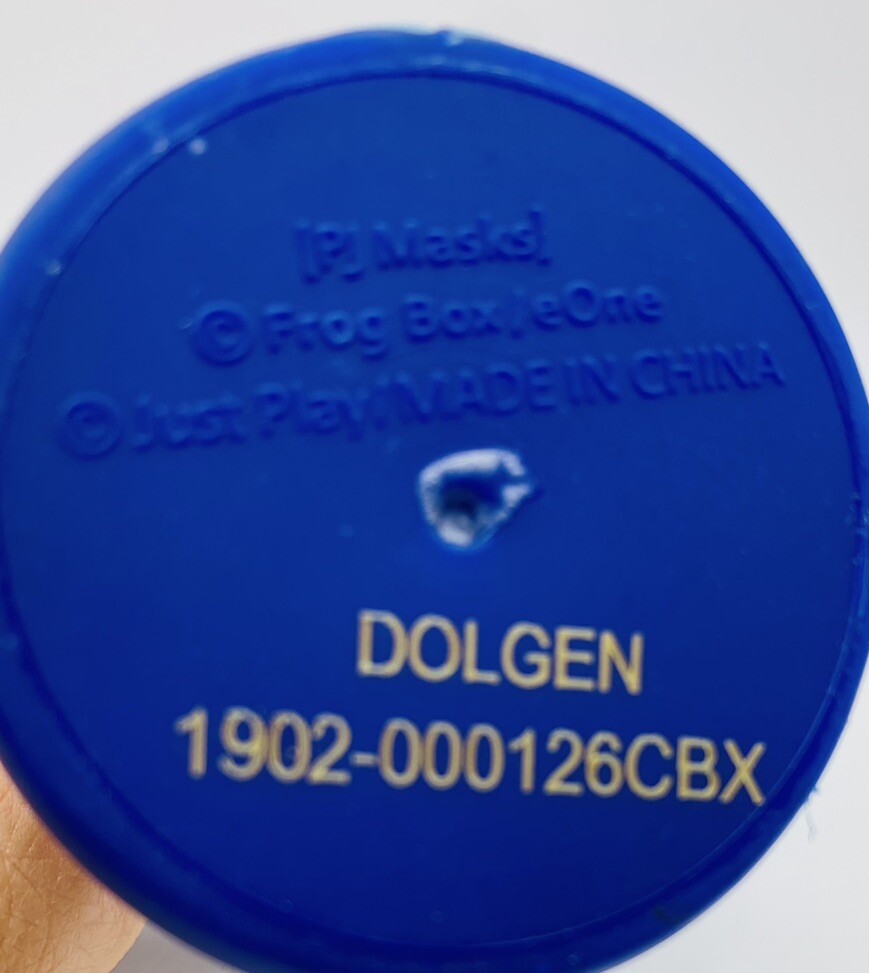 [PJ Masks]
© Frog Box/eOne
© Just Play/MADE IN CHINA
DOLGEN
1902-000126CBX